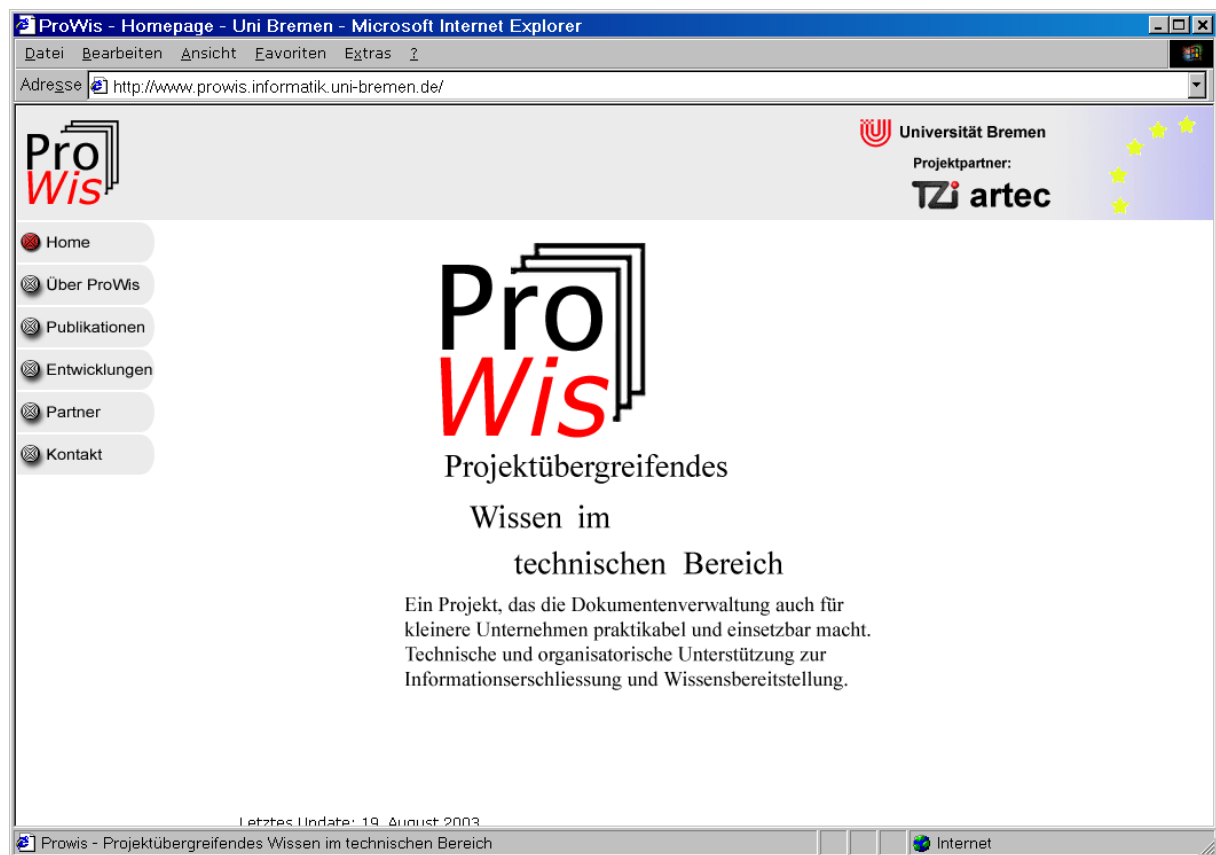 ProWis - Homepage - Uni Bremen - Microsoft Internet Explorer
Datei Bearbeiten Ansicht Favoriten Extras ?
Adresse http://www.prowis.informatik.uni-bremen.de/
Pro
Wis
Universität Bremen
Projektpartner:
TZi artec
Home
Über ProWis
Publikationen
Entwicklungen
Partner
Kontakt
Pro
Wis
Projektübergreifendes
Wissen im
technischen Bereich
Ein Projekt, das die Dokumentenverwaltung auch für
kleinere Unternehmen praktikabel und einsetzbar macht.
Technische und organisatorische Unterstützung zur
Informationserschliessung und Wissensbereitstellung.
Letztes Update: 19. August 2003
Prowis - Projektübergreifendes Wissen im technischen Bereich
Internet